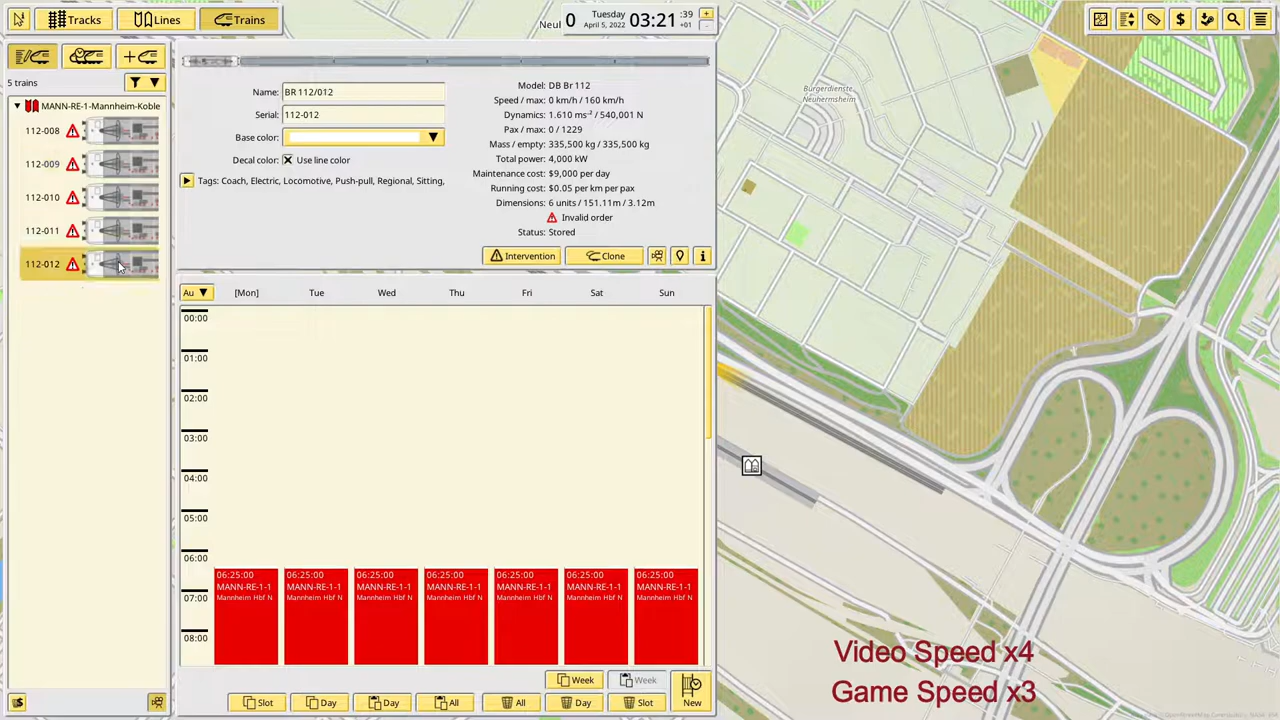 Tracks
Lines
Trains
Neul 0
Tuesday
April 5, 2022
03:21
:39
+01
$
5 trains
MANN-RE-1-Mannheim-Koble
112-008
112-009
112-010
112-011
112-012
Name:
BR 112/012
Serial:
112-012
Base color:
Decal color:
Use line color
Tags: Coach, Electric, Locomotive, Push-pull, Regional, Sitting,
Model: DB Br 112
Speed / max: 0 km/h / 160 km/h
Dynamics: 1.610 ms⁻² / 540,001 N
Pax / max: 0 / 1229
Mass / empty: 335,500 kg / 335,500 kg
Total power: 4,000 kW
Maintenance cost: $9,000 per day
Running cost: $0.05 per km per pax
Dimensions: 6 units / 151.11m / 3.12m
Invalid order
Status: Stored
Intervention
Clone
Au
[Mon]
Tue
Wed
Thu
Fri
Sat
Sun
00:00
01:00
02:00
03:00
04:00
05:00
06:00
07:00
08:00
06:25:00
MANN-RE-1-1
Mannheim Hbf N
06:25:00
MANN-RE-1-1
Mannheim Hbf N
06:25:00
MANN-RE-1-1
Mannheim Hbf N
06:25:00
MANN-RE-1-1
Mannheim Hbf N
06:25:00
MANN-RE-1-1
Mannheim Hbf N
06:25:00
MANN-RE-1-1
Mannheim Hbf N
06:25:00
MANN-RE-1-1
Mannheim Hbf N
Week
Week
Slot
Day
Day
All
All
Day
Slot
New
Bürgerdienste
Neuhermsheim
Video Speed x4
Game Speed x3